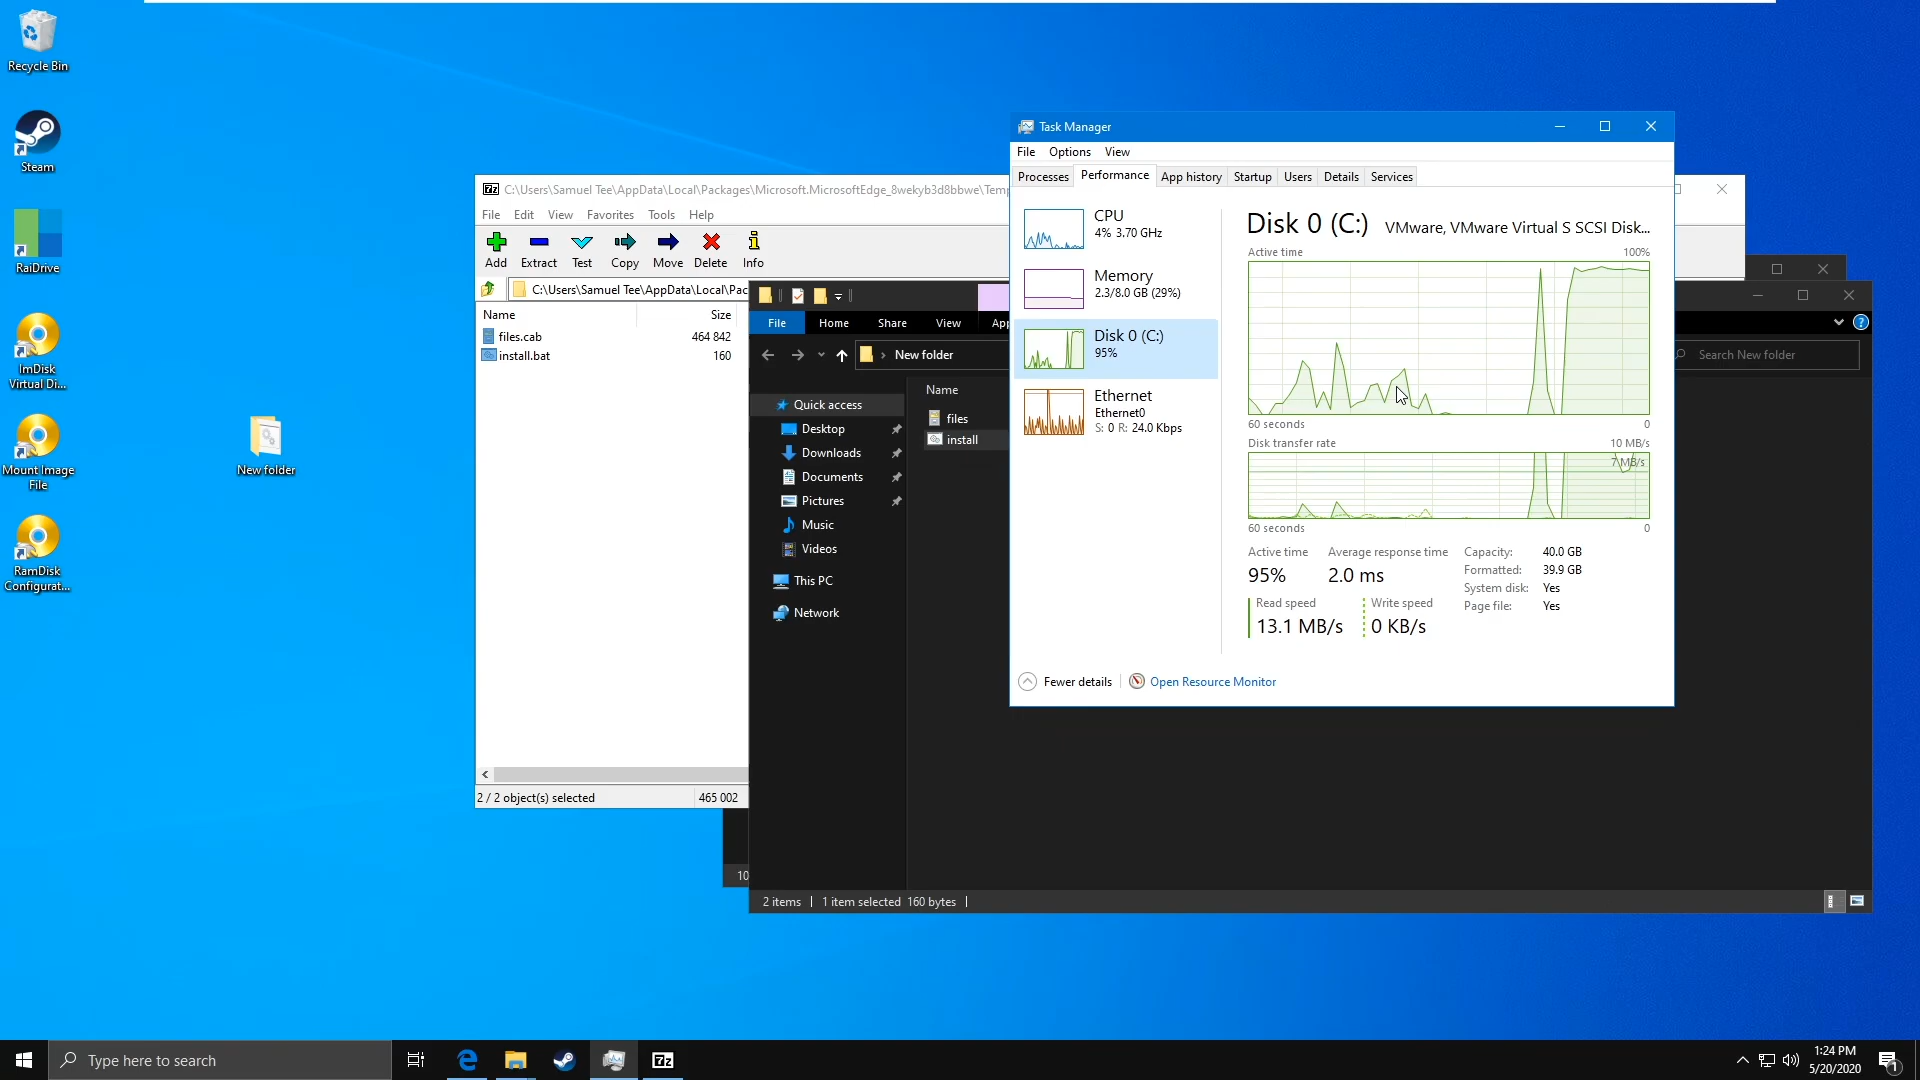 Recycle Bin
Steam
RaiDrive
ImDisk
Virtual Di...
Mount Image
File
RamDisk
Configurat...
New folder
C:\Users\Samuel Tee\AppData\Local\Packages\Microsoft.MicrosoftEdge_8wekyb3d8bbwe\Temp
File Edit View Favorites Tools Help
Add Extract Test Copy Move Delete Info
C:\Users\Samuel Tee\AppData\Local\Pac
Name Size
files.cab 464 842
install.bat 160
2 / 2 object(s) selected 465 002
10
File Home Share View Ap
New folder
Search New folder
Quick access
Desktop
Downloads
Documents
Pictures
Music
Videos
This PC
Network
Name
files
install
2 items 1 item selected 160 bytes
Task Manager
File Options View
Processes Performance App history Startup Users Details Services
CPU
4% 3.70 GHz
Memory
2.3/8.0 GB (29%)
Disk 0 (C:)
95%
Ethernet
Ethernet0
S: 0 R: 24.0 Kbps
Disk 0 (C:) VMware, VMware Virtual S SCSI Disk...
Active time 100%
60 seconds 0
Disk transfer rate 10 MB/s
7 MB/s
60 seconds 0
Active time
95%
Average response time
2.0 ms
Read speed
13.1 MB/s
Write speed
0 KB/s
Capacity: 40.0 GB
Formatted: 39.9 GB
System disk: Yes
Page file: Yes
Fewer details Open Resource Monitor
Type here to search
1:24 PM
5/20/2020
1